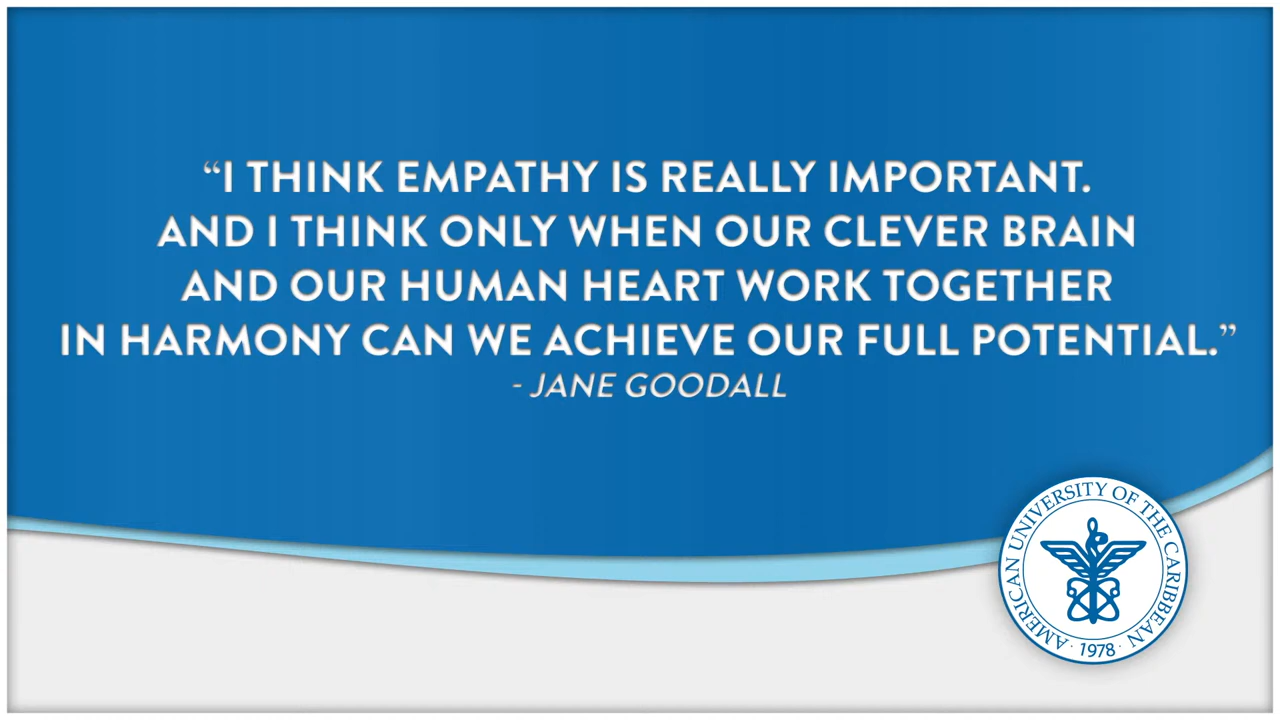 “I THINK EMPATHY IS REALLY IMPORTANT.
AND I THINK ONLY WHEN OUR CLEVER BRAIN
AND OUR HUMAN HEART WORK TOGETHER
IN HARMONY CAN WE ACHIEVE OUR FULL POTENTIAL.”
- JANE GOODALL
AMERICAN UNIVERSITY OF THE CARIBBEAN
· 1978 ·